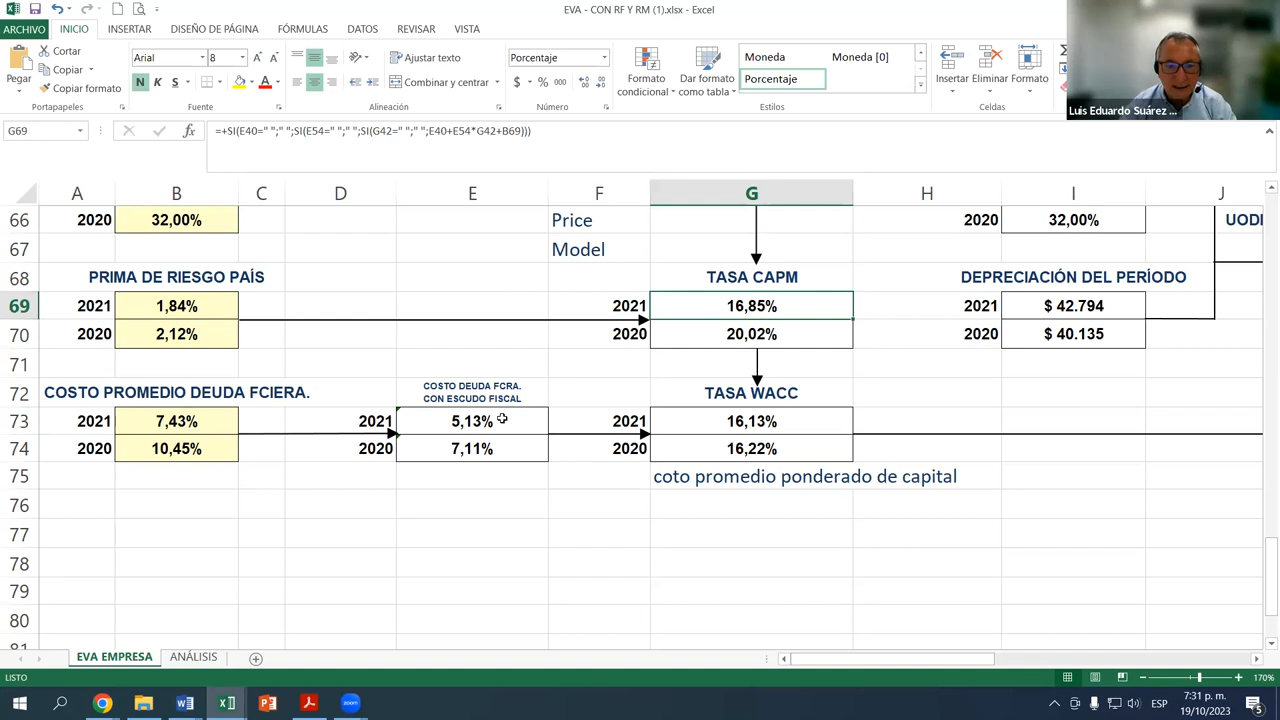 EVA - CON RF Y RM (1).xlsx - Excel
ARCHIVO INICIO INSERTAR DISEÑO DE PÁGINA FÓRMULAS DATOS REVISAR VISTA
Pegar
Cortar
Copiar
Copiar formato
Portapapeles
Arial 8 A A
N K S A
Fuente
Ajustar texto
Combinar y centrar
Alineación
Porcentaje
$ % 000
Número
Formato condicional
Dar formato como tabla
Moneda Moneda [0]
Porcentaje
Estilos
Insertar Eliminar Formato
Celdas
Luis Eduardo Suárez ...
G69 fx =+SI(E40=" ";" ";SI(E54=" ";" ";SI(G42=" ";" ";E40+E54*G42+B69)))
A B C D E F G H I J
66 2020 32,00% Price 2020 32,00% UODI
67 Model
68 PRIMA DE RIESGO PAÍS TASA CAPM DEPRECIACIÓN DEL PERÍODO
69 2021 1,84% 2021 16,85% 2021 $ 42.794
70 2020 2,12% 2020 20,02% 2020 $ 40.135
71
72 COSTO PROMEDIO DEUDA FCIERA. COSTO DEUDA FCRA. CON ESCUDO FISCAL TASA WACC
73 2021 7,43% 2021 5,13% 2021 16,13%
74 2020 10,45% 2020 7,11% 2020 16,22%
75 coto promedio ponderado de capital
76
77
78
79
80
81
EVA EMPRESA ANÁLISIS
LISTO 170%
ESP 7:31 p. m.
19/10/2023 5